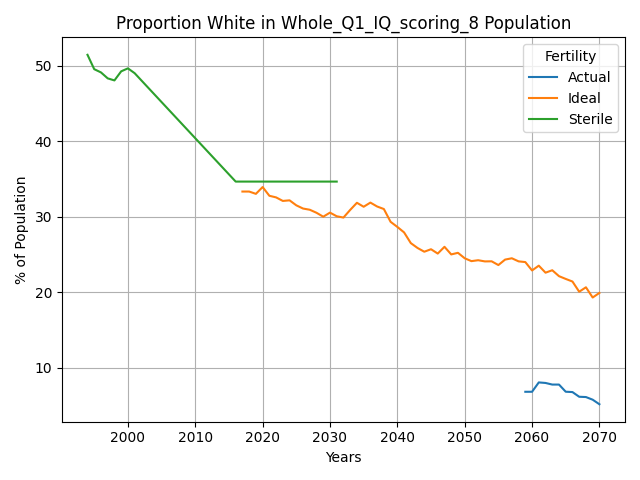 Proportion White in Whole_Q1_IQ_scoring_8 Population
% of Population
50
40
30
20
10
Fertility
Actual
Ideal
Sterile
2000 2010 2020 2030 2040 2050 2060 2070
Years